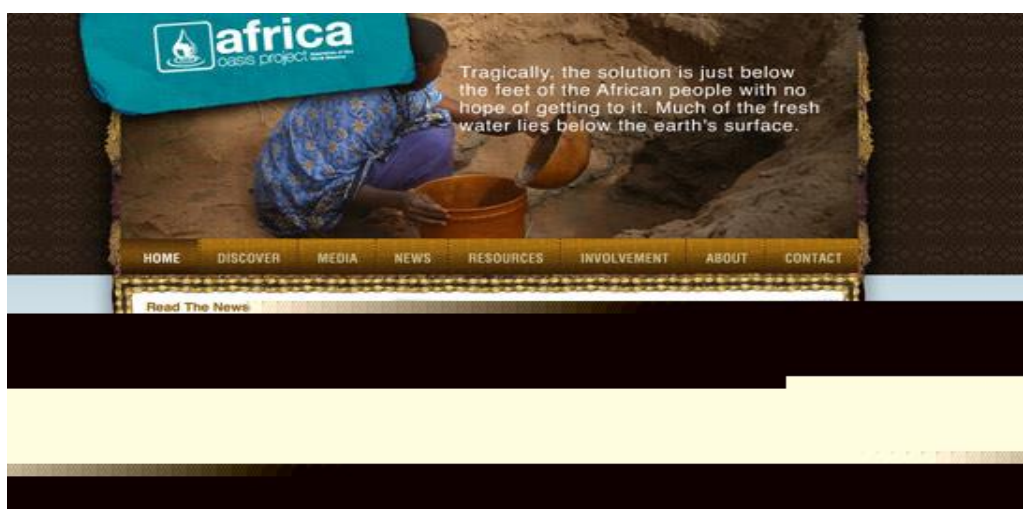 africa
oasis project
Tragically, the solution is just below
the feet of the African people with no
hope of getting to it. Much of the fresh
water lies below the earth's surface.
HOME DISCOVER MEDIA NEWS RESOURCES INVOLVEMENT ABOUT CONTACT
Read The News